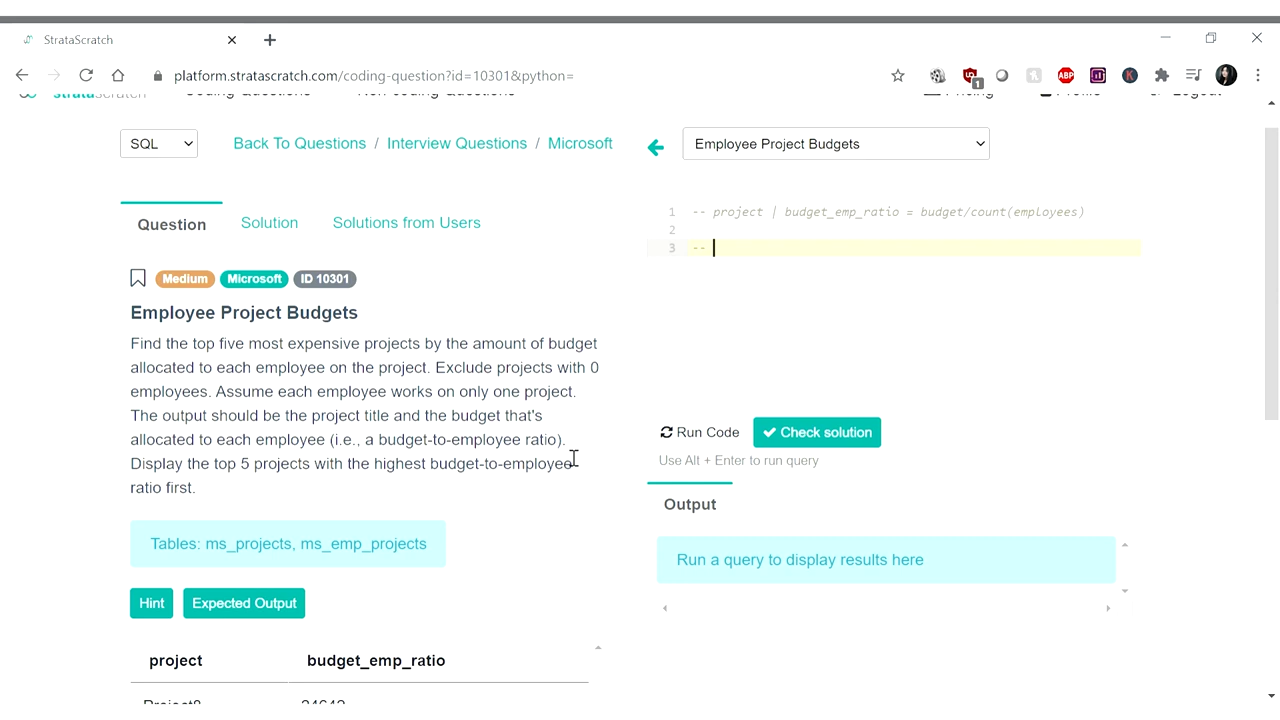 StrataScratch
platform.stratascratch.com/coding-question?id=10301&python=
1
ABP
K
SQL
Back To Questions / Interview Questions / Microsoft
Employee Project Budgets
Question
Solution
Solutions from Users
1 -- project | budget_emp_ratio = budget/count(employees)
2
3 --
Medium
Microsoft
ID 10301
Employee Project Budgets
Find the top five most expensive projects by the amount of budget
allocated to each employee on the project. Exclude projects with 0
employees. Assume each employee works on only one project.
The output should be the project title and the budget that's
allocated to each employee (i.e., a budget-to-employee ratio).
Display the top 5 projects with the highest budget-to-employee
ratio first.
Run Code
Check solution
Use Alt + Enter to run query
Output
Run a query to display results here
Tables: ms_projects, ms_emp_projects
Hint
Expected Output
project
budget_emp_ratio